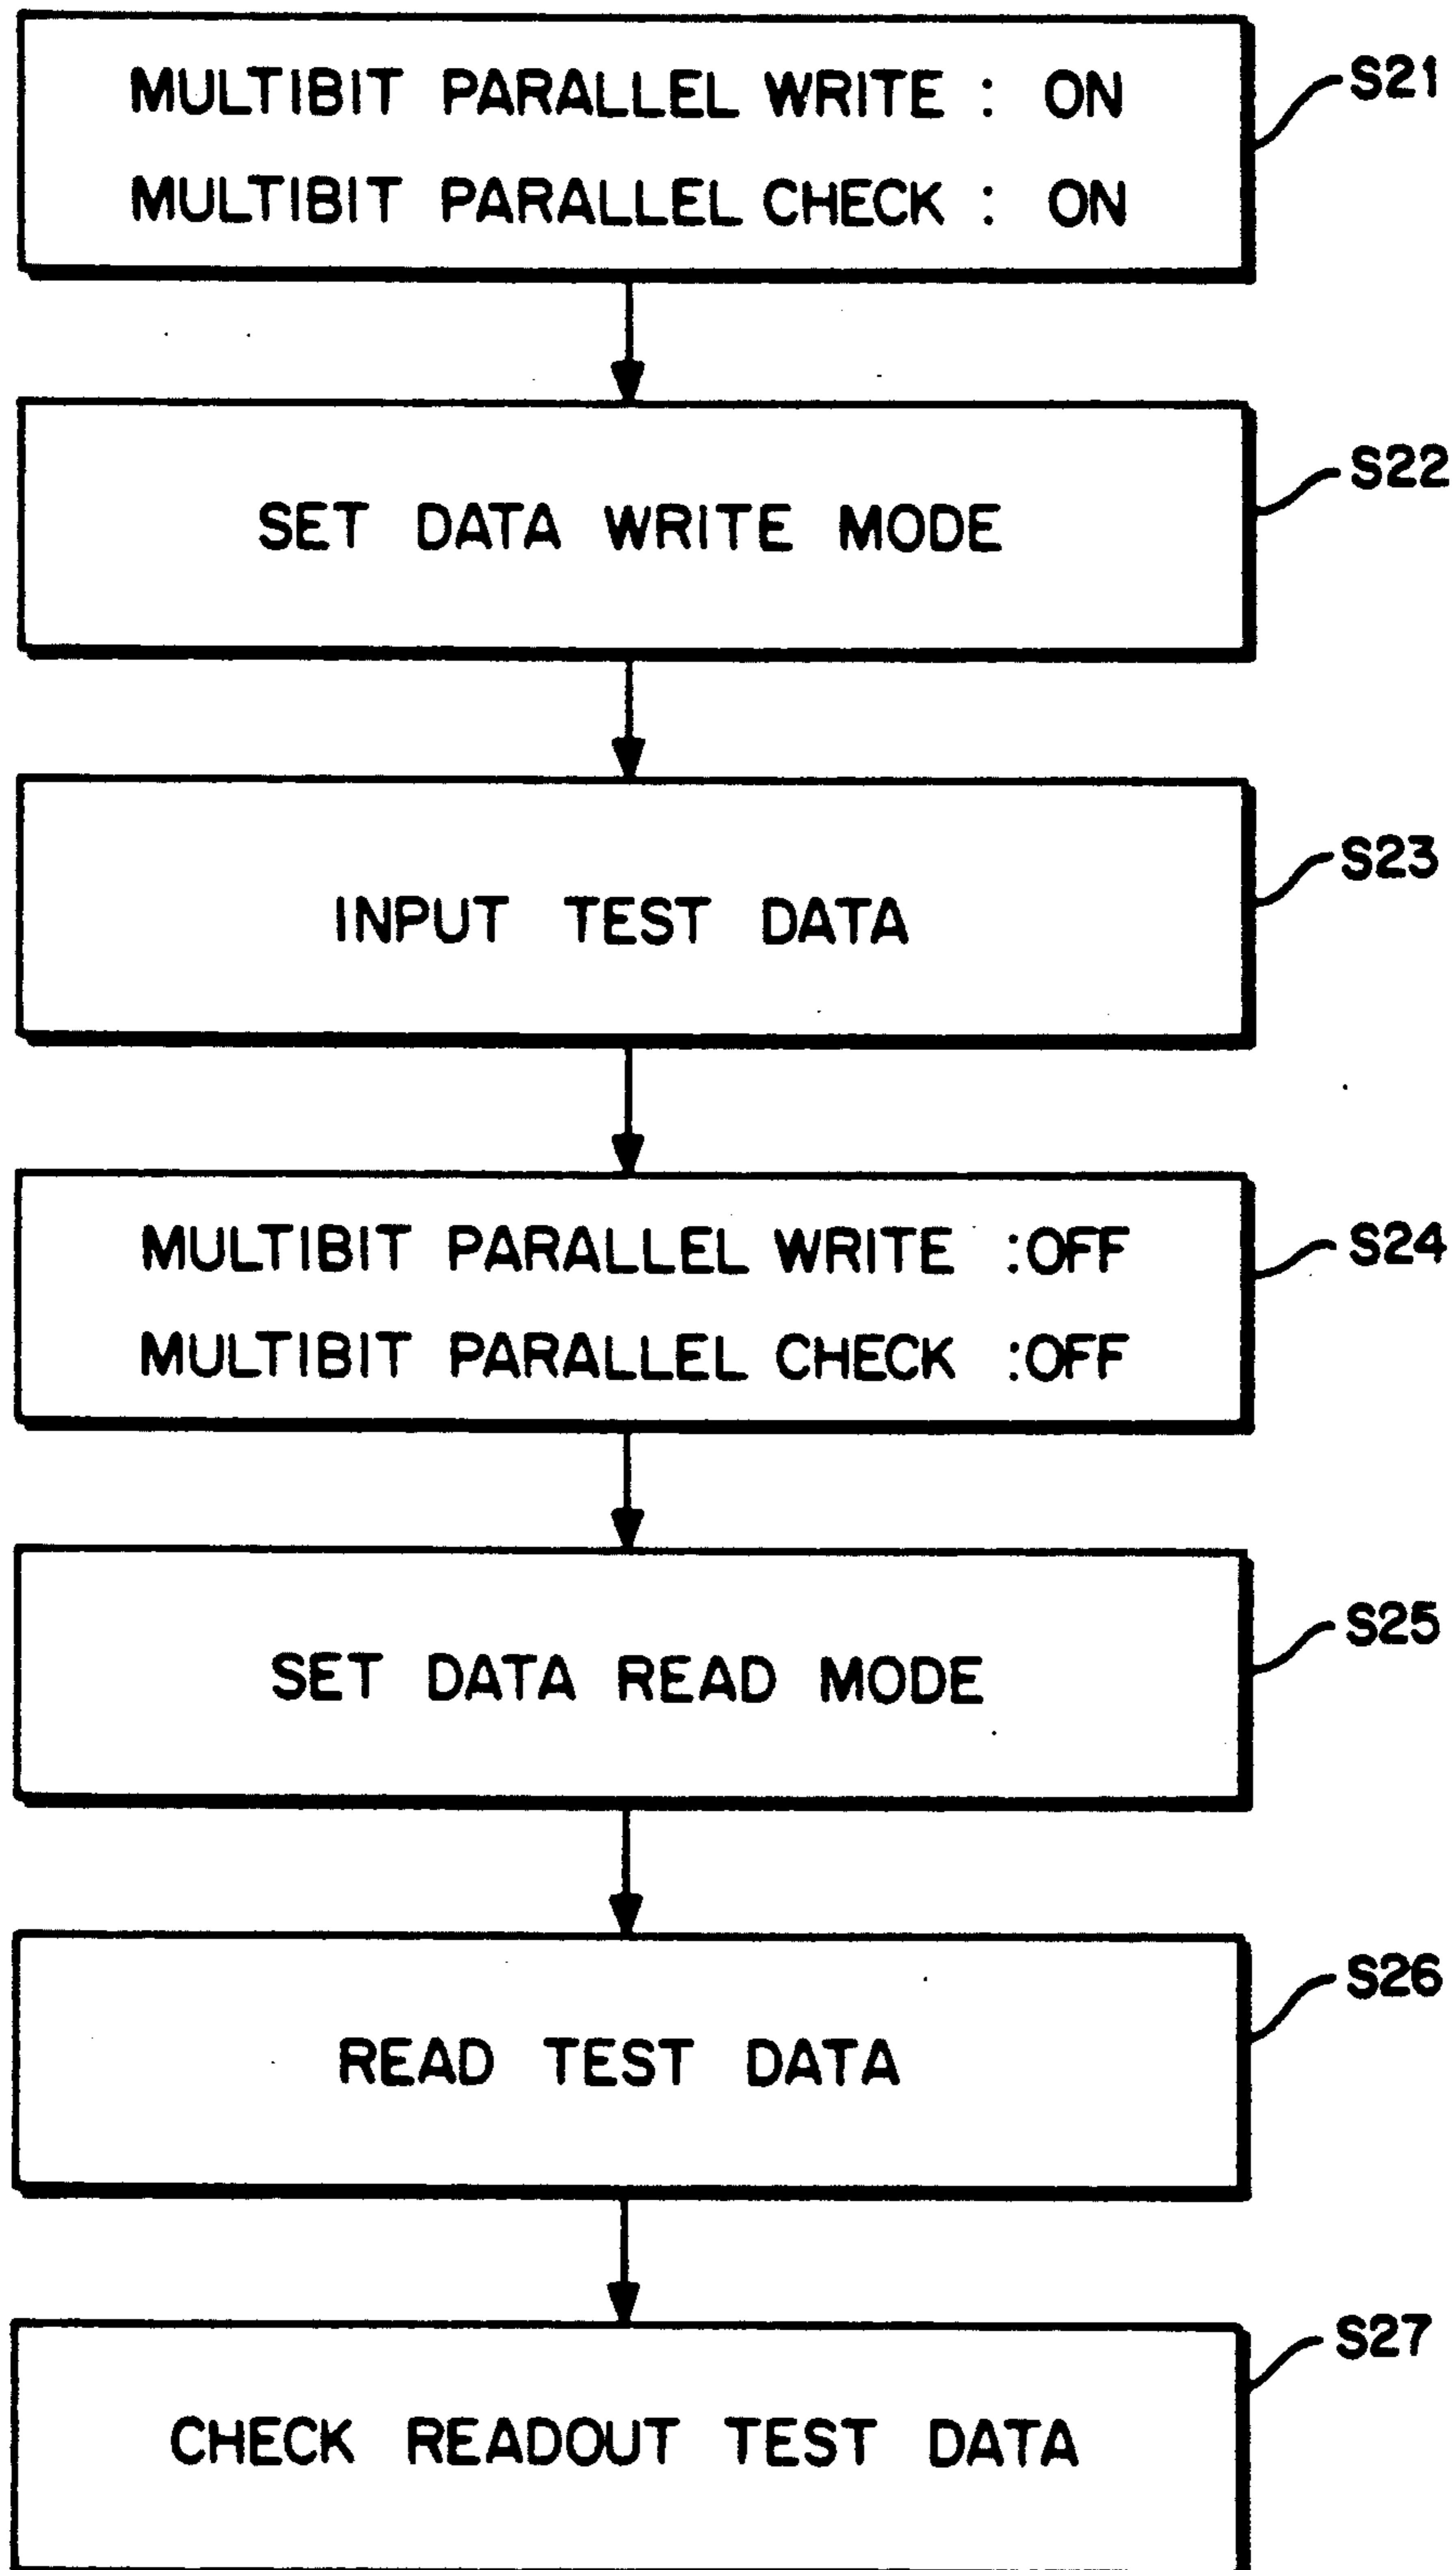 MULTIBIT PARALLEL WRITE : ON
MULTIBIT PARALLEL CHECK : ON
S21
SET DATA WRITE MODE
S22
INPUT TEST DATA
S23
MULTIBIT PARALLEL WRITE :OFF
MULTIBIT PARALLEL CHECK :OFF
S24
SET DATA READ MODE
S25
READ TEST DATA
S26
CHECK READOUT TEST DATA
S27